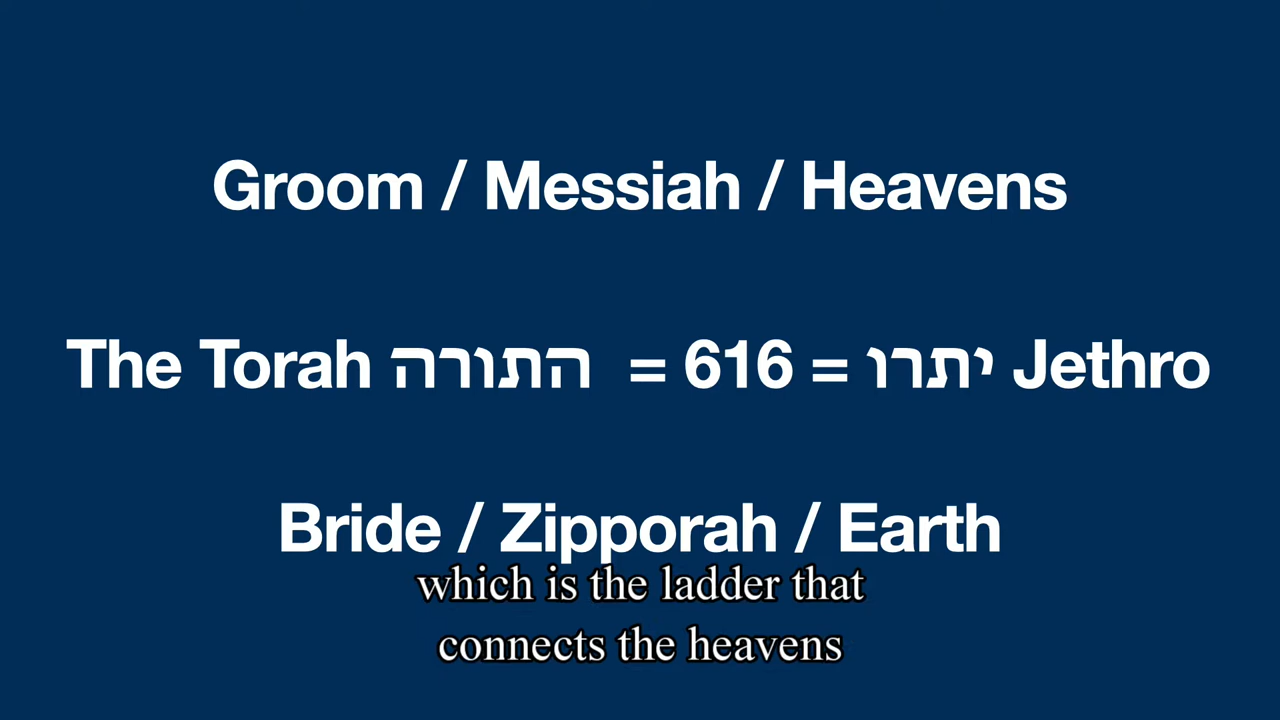 Groom / Messiah / Heavens
The Torah התורה = 616 = יתרו Jethro
Bride / Zipporah / Earth
which is the ladder that
connects the heavens